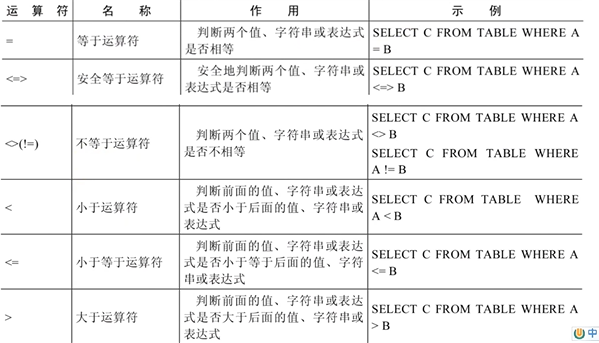 运 算 符 名 称 作 用 示 例
= 等于运算符 判断两个值、字符串或表达式 SELECT C FROM TABLE WHERE A
是否相等 = B
<=> 安全等于运算符 安全地判断两个值、字符串或 SELECT C FROM TABLE WHERE A
表达式是否相等 <=> B
<>(!=) 不等于运算符 判断两个值、字符串或表达式
是否不相等
SELECT C FROM TABLE WHERE A
<> B
SELECT C FROM TABLE WHERE
A != B
< 小于运算符 判断前面的值、字符串或表达
式是否小于后面的值、字符串或
表达式
SELECT C FROM TABLE WHERE
A < B
<= 小于等于运算符 判断前面的值、字符串或表达
式是否小于等于后面的值、字符
串或表达式
SELECT C FROM TABLE WHERE A
<= B
> 大于运算符 判断前面的值、字符串或表达
式是否大于后面的值、字符串或
表达式
SELECT C FROM TABLE WHERE A
> B
中